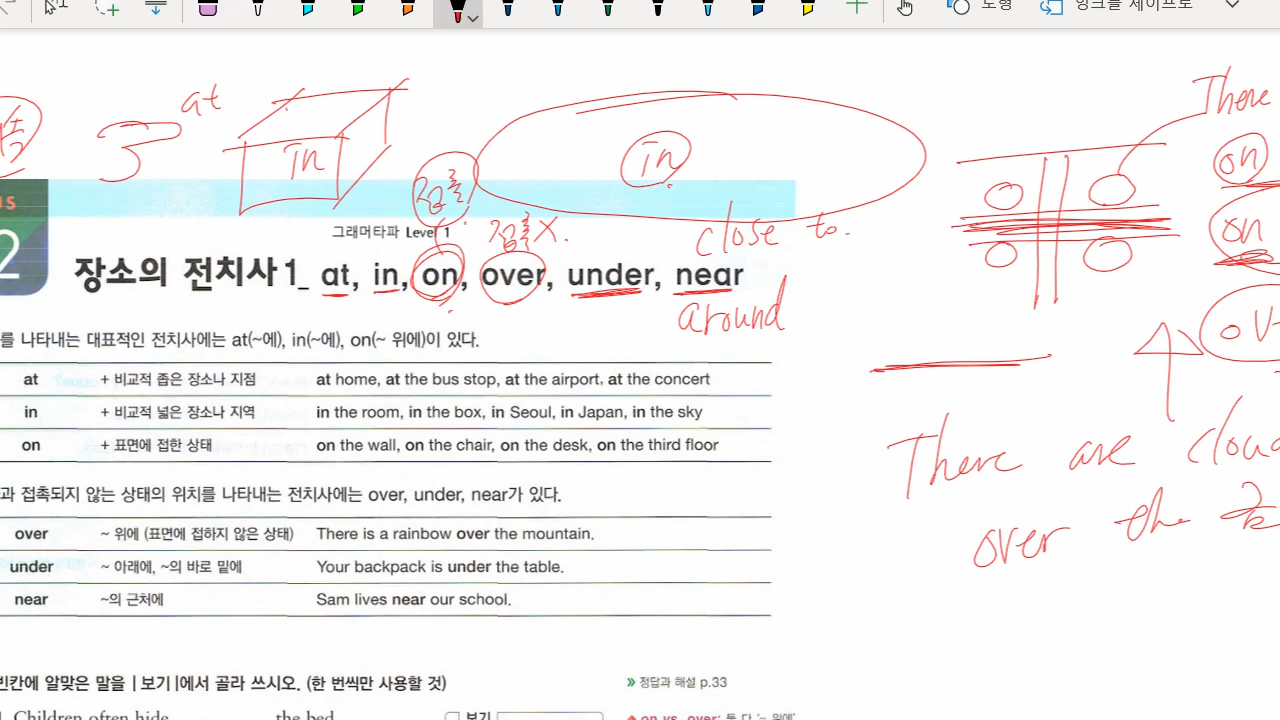 도형
잉크를 셰이프로
There
at
in
in
on
접촉
접촉X.
close to.
on
US
그래머타파 Level 1
2
장소의 전치사1_ at, in, on, over, under, near
around
를 나타내는 대표적인 전치사에는 at(~에), in(~에), on(~ 위에)이 있다.
at + 비교적 좁은 장소나 지점 at home, at the bus stop, at the airport, at the concert
in + 비교적 넓은 장소나 지역 in the room, in the box, in Seoul, in Japan, in the sky
on + 표면에 접한 상태 on the wall, on the chair, on the desk, on the third floor
There are clou
over the
과 접촉되지 않는 상태의 위치를 나타내는 전치사에는 over, under, near가 있다.
over ~ 위에 (표면에 접하지 않은 상태) There is a rainbow over the mountain.
under ~ 아래에, ~의 바로 밑에 Your backpack is under the table.
near ~의 근처에 Sam lives near our school.
빈칸에 알맞은 말을 |보기|에서 골라 쓰시오. (한 번씩만 사용할 것)
» 정답과 해설 p.33
Children often hide the bed
보기
on vs. over: 둘 다 '~ 위에'